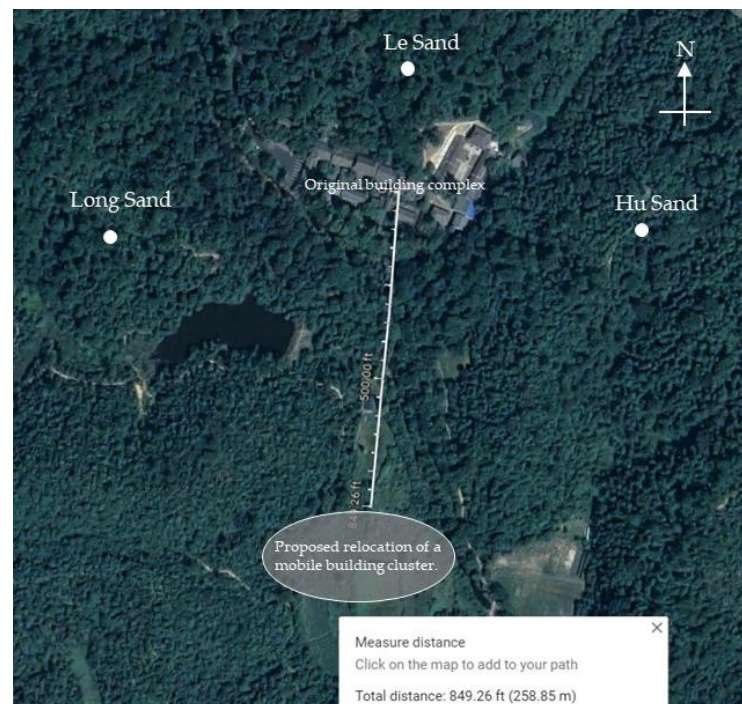 Le Sand
N
Original building complex
Long Sand
Hu Sand
500.00 ft
849.26 ft
Proposed relocation of a
mobile building cluster.
Measure distance
Click on the map to add to your path
Total distance: 849.26 ft (258.85 m)